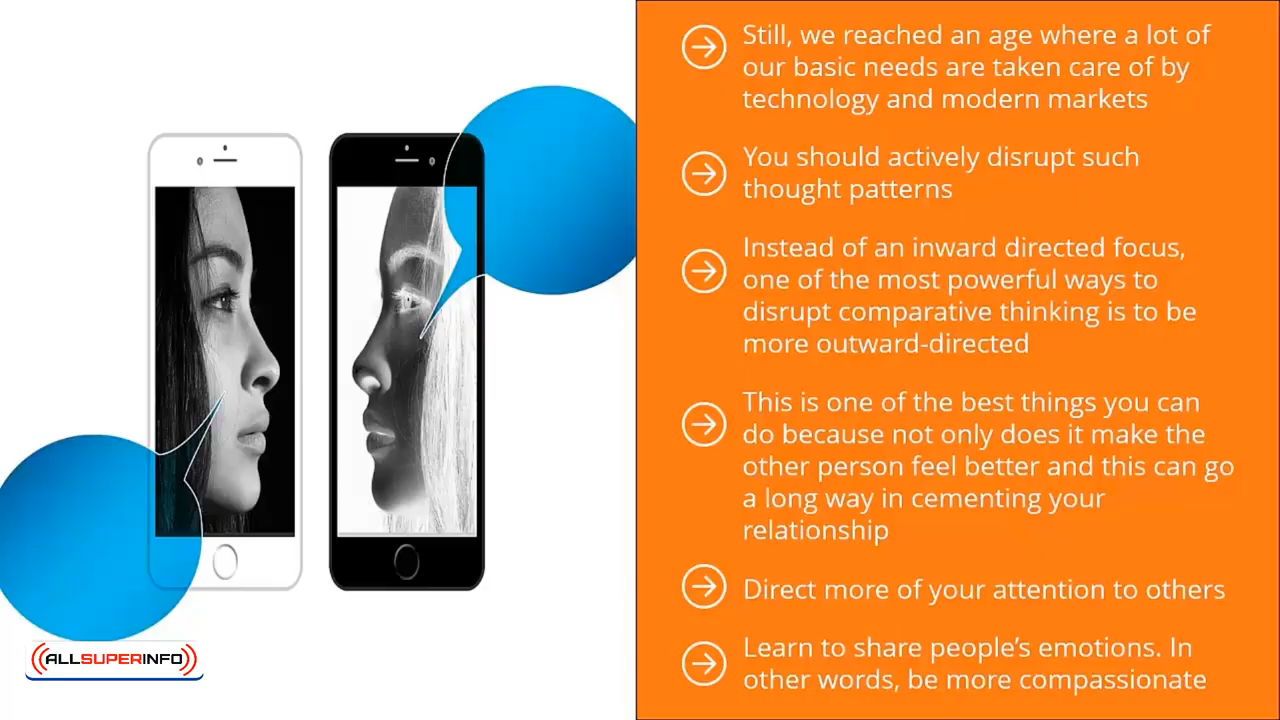 Still, we reached an age where a lot of
our basic needs are taken care of by
technology and modern markets
You should actively disrupt such
thought patterns
Instead of an inward directed focus,
one of the most powerful ways to
disrupt comparative thinking is to be
more outward-directed
This is one of the best things you can
do because not only does it make the
other person feel better and this can go
a long way in cementing your
relationship
Direct more of your attention to others
Learn to share people’s emotions. In
other words, be more compassionate
ALLSUPERINFO